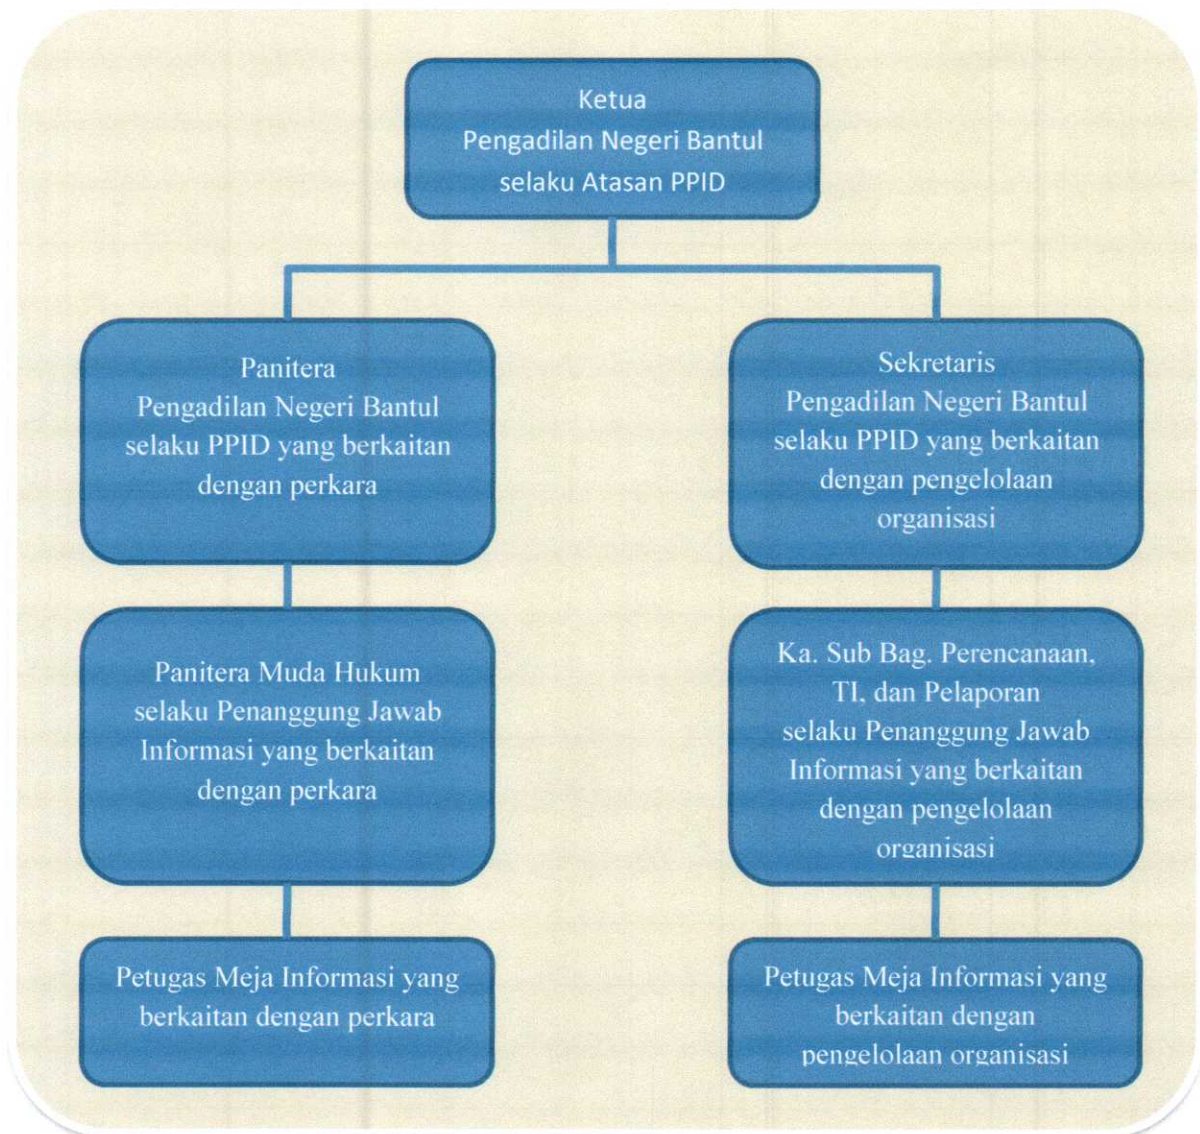 Ketua
Pengadilan Negeri Bantul
selaku Atasan PPID
Panitera
Pengadilan Negeri Bantul
selaku PPID yang berkaitan
dengan perkara
Sekretaris
Pengadilan Negeri Bantul
selaku PPID yang berkaitan
dengan pengelolaan
organisasi
Panitera Muda Hukum
selaku Penanggung Jawab
Informasi yang berkaitan
dengan perkara
Ka. Sub Bag. Perencanaan,
TI, dan Pelaporan
selaku Penanggung Jawab
Informasi yang berkaitan
dengan pengelolaan
organisasi
Petugas Meja Informasi yang
berkaitan dengan perkara
Petugas Meja Informasi yang
berkaitan dengan
pengelolaan organisasi